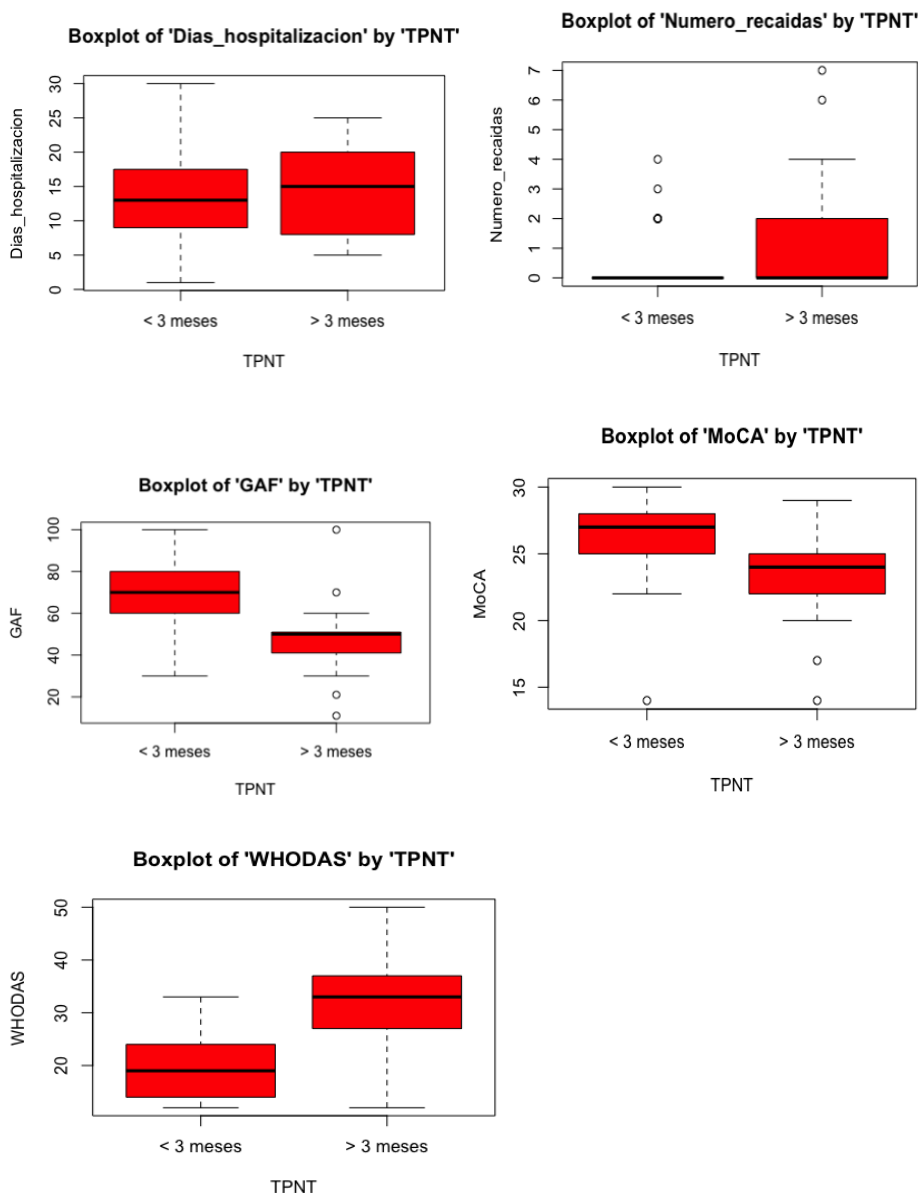 Boxplot of 'Dias_hospitalizacion' by 'TPNT'
Dias_hospitalizacion
30
25
20
15
10
5
0
< 3 meses > 3 meses
TPNT
Boxplot of 'Numero_recaidas' by 'TPNT'
Numero_recaidas
7
6
5
4
3
2
1
0
< 3 meses > 3 meses
TPNT
Boxplot of 'GAF' by 'TPNT'
GAF
100
80
60
40
20
< 3 meses > 3 meses
TPNT
Boxplot of 'MoCA' by 'TPNT'
MoCA
30
25
20
15
< 3 meses > 3 meses
TPNT
Boxplot of 'WHODAS' by 'TPNT'
WHODAS
50
40
30
20
< 3 meses > 3 meses
TPNT